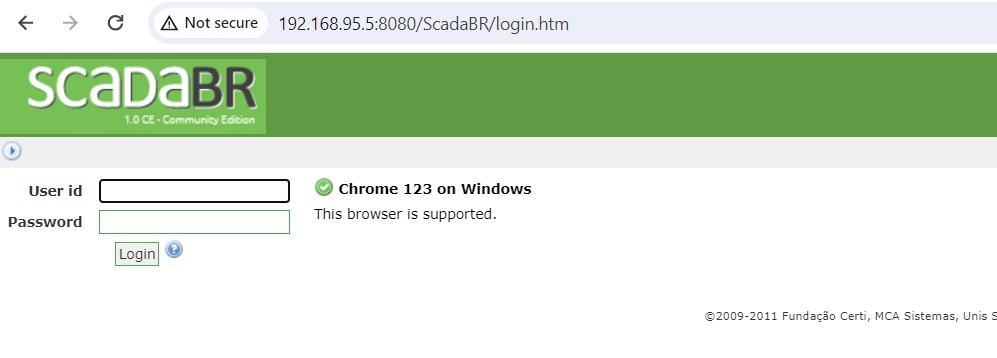 Not secure 192.168.95.5:8080/ScadaBR/login.htm
SCADABR
1.0 CE - Community Edition
User id
Password
Login
Chrome 123 on Windows
This browser is supported.
©2009-2011 Fundação Certi, MCA Sistemas, Unis S